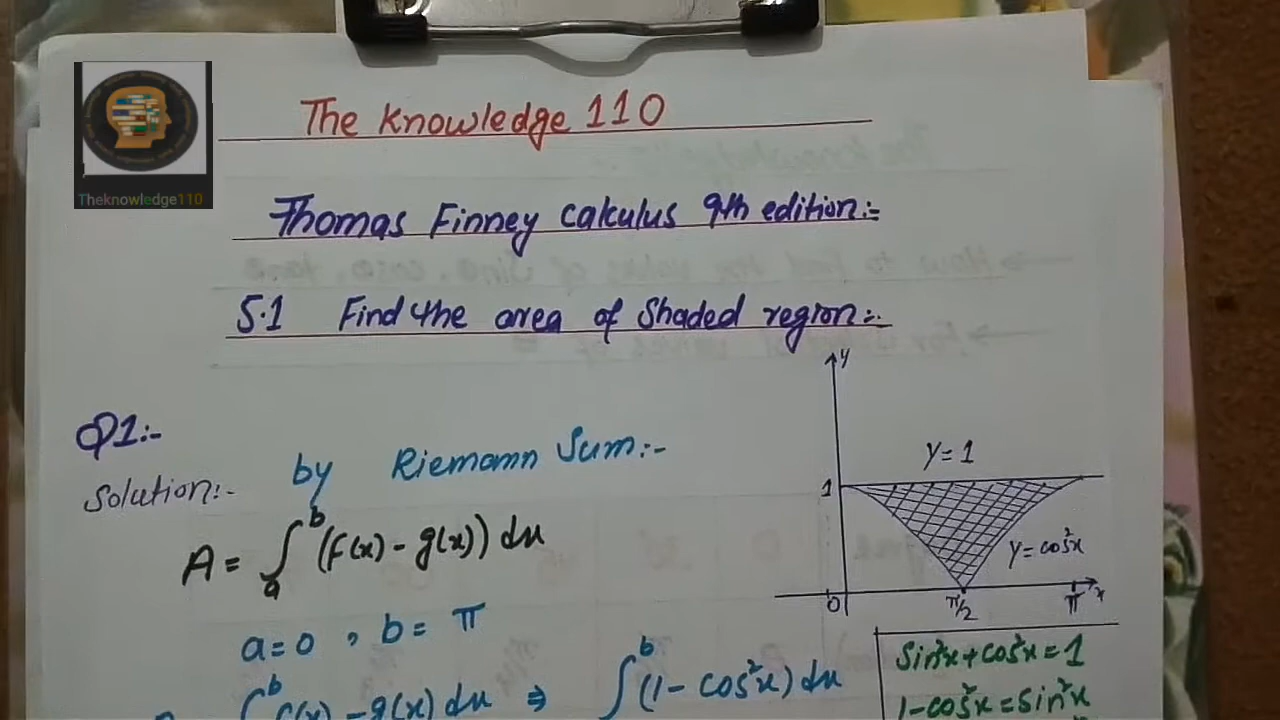 The Knowledge 110
Theknowledge110
Thomas Finney Calculus 9th edition:-
5.1 Find the area of Shaded region:-
Q1:-
Solution:- by Riemann Sum:-
A = ∫ₐᵇ (f(x) - g(x)) dx
a=0 , b= π
(x) - g(x) dx ⇒ ∫ᵇ (1- cos²x) dx
y
y=1
1
y=cos²x
0 π/2 π x
Sin²x+cos²x=1
1-cos²x=sin²x